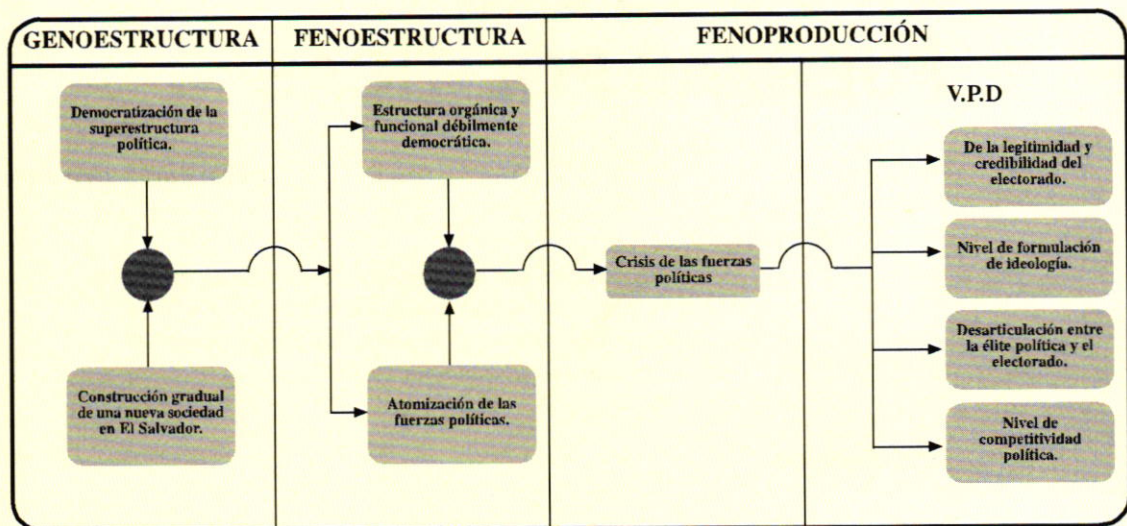 GENOESTRUCTURA
FENOESTRUCTURA
FENOPRODUCCIÓN
Democratización de la
superestructura
política.
Construcción gradual
de una nueva sociedad
en El Salvador.
Estructura orgánica y
funcional débilmente
democrática.
Atomización de las
fuerzas políticas.
Crisis de las fuerzas
políticas
V.P.D
De la legitimidad y
credibilidad del
electorado.
Nivel de formulación
de ideología.
Desarticulación entre
la élite política y el
electorado.
Nivel de
competitividad
política.